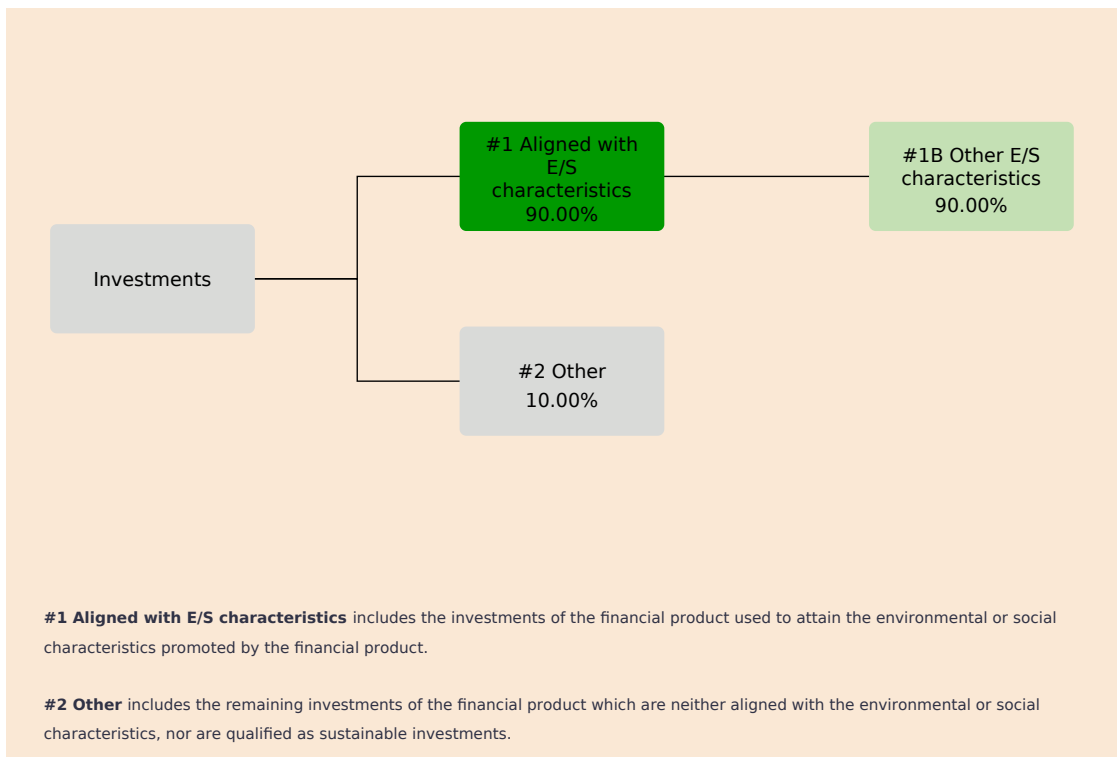 #1 Aligned with
E/S
characteristics
90.00%
#1B Other E/S
characteristics
90.00%
Investments
#2 Other
10.00%
#1 Aligned with E/S characteristics includes the investments of the financial product used to attain the environmental or social
characteristics promoted by the financial product.
#2 Other includes the remaining investments of the financial product which are neither aligned with the environmental or social
characteristics, nor are qualified as sustainable investments.